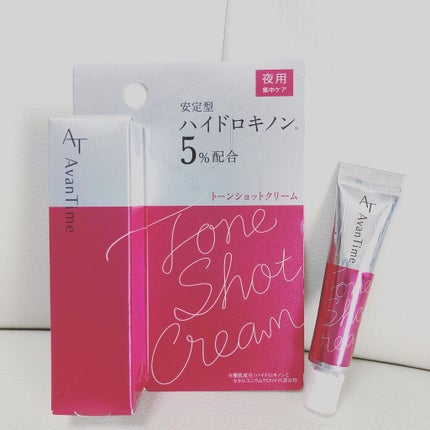 夜用
集中ケア
安定型
ハイドロキノン※
5%配合
トーンショットクリーム
Tone
Shot
Cream
AT
AvanTime
AT
AvanTime
Tone
Shot
Cream